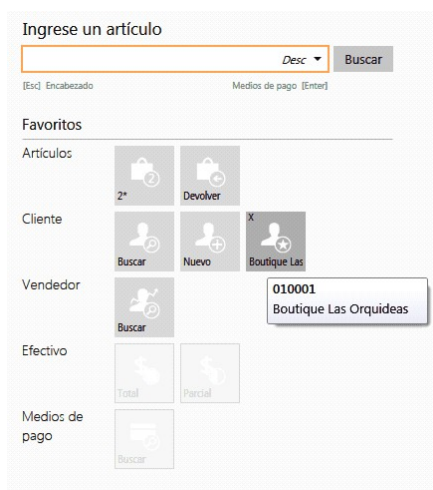 Ingrese un artículo
Desc
Buscar
[Esc] Encabezado
Medios de pago [Enter]
Favoritos
Artículos
2
2*
Devolver
Cliente
X
Buscar
Nuevo
Boutique Las
Vendedor
010001
Boutique Las Orquideas
Buscar
Efectivo
Total
Parcial
Medios de
pago
Buscar